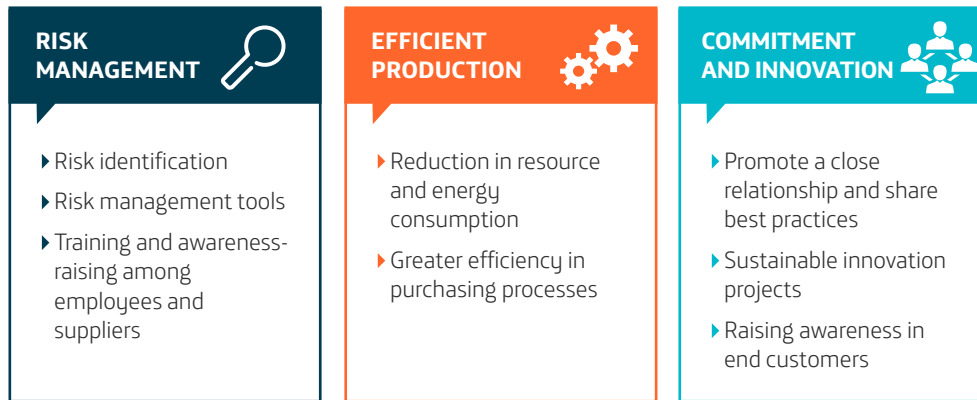 RISK
MANAGEMENT
Risk identification
Risk management tools
Training and awareness-
raising among
employees and
suppliers
EFFICIENT
PRODUCTION
Reduction in resource
and energy
consumption
Greater efficiency in
purchasing processes
COMMITMENT
AND INNOVATION
Promote a close
relationship and share
best practices
Sustainable innovation
projects
Raising awareness in
end customers